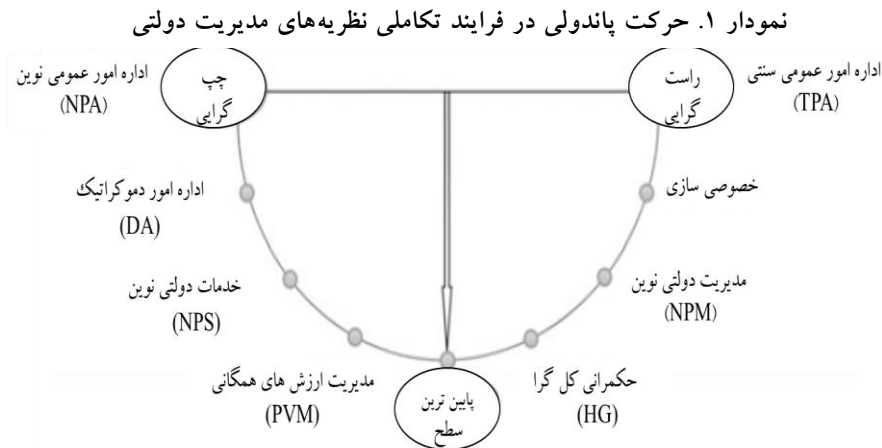 نمودار ۱. حرکت پاندولی در فرایند تکاملی نظریه‌های مدیریت دولتی
راست
گرایی
اداره امور عمومی سنتی
(TPA)
چپ
گرایی
اداره امور عمومی نوین
(NPA)
خصوصی سازی
اداره امور دموکراتیک
(DA)
مدیریت دولتی نوین
(NPM)
خدمات دولتی نوین
(NPS)
حکمرانی کل گرا
(HG)
مدیریت ارزش های همگانی
(PVM)
پایین ترین
سطح